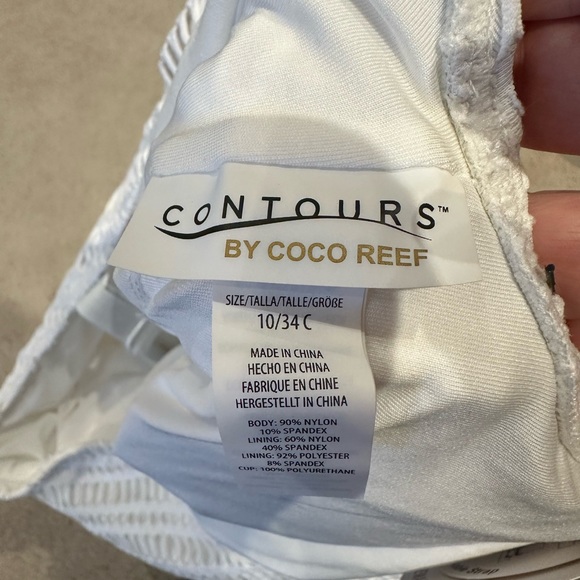 CONTOURS™
BY COCO REEF
SIZE/TALLA/TALLE/GRÖßE
10/34 C
MADE IN CHINA
HECHO EN CHINA
FABRIQUE EN CHINE
HERGESTELLT IN CHINA
BODY: 90% NYLON
10% SPANDEX
LINING: 60% NYLON
40% SPANDEX
LINING: 92% POLYESTER
8% SPANDEX
CUP: 100% POLYURETHANE